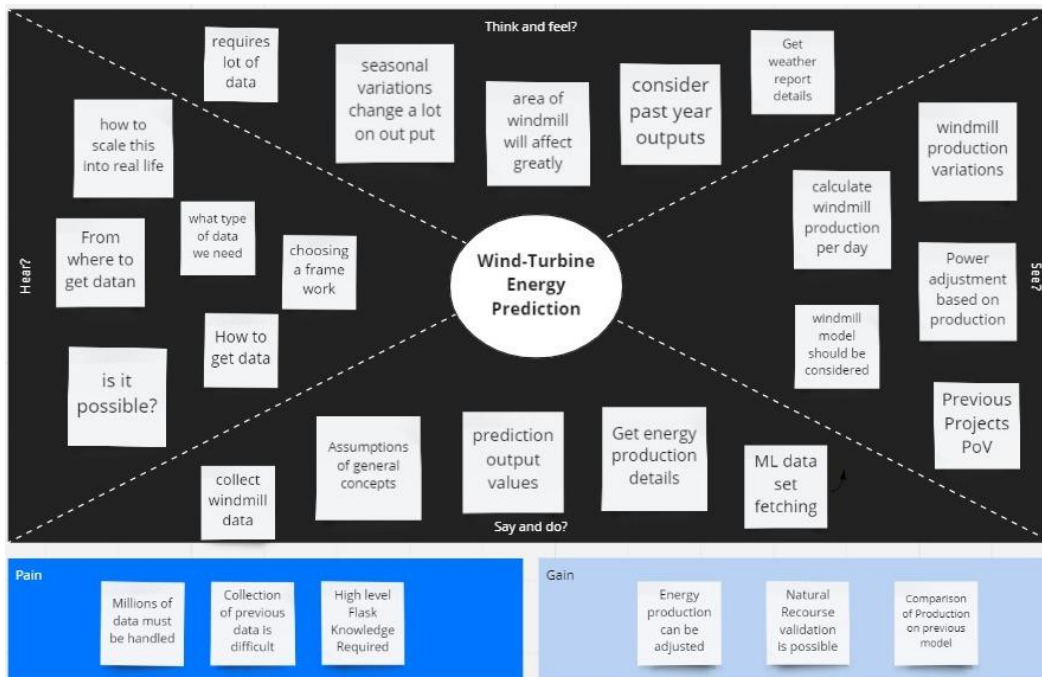 Think and feel?
requires
lot of
data
seasonal
variations
change a lot
on out put
area of
windmill
will affect
greatly
consider
past year
outputs
Get
weather
report
details
Hear?
how to
scale this
into real life
From
where to
get datan
what type
of data
we need
choosing
a frame
work
How to
get data
is it
possible?
Wind-Turbine
Energy
Prediction
See?
windmill
production
variations
calculate
windmill
production
per day
Power
adjustment
based on
production
windmill
model
should be
considered
Previous
Projects
PoV
Say and do?
collect
windmill
data
Assumptions
of general
concepts
prediction
output
values
Get energy
production
details
ML data
set
fetching
Pain
Millions of
data must
be handled
Collection
of previous
data is
difficult
High level
Flask
Knowledge
Required
Gain
Energy
production
can be
adjusted
Natural
Recourse
validation
is possible
Comparison
of Production
on previous
model